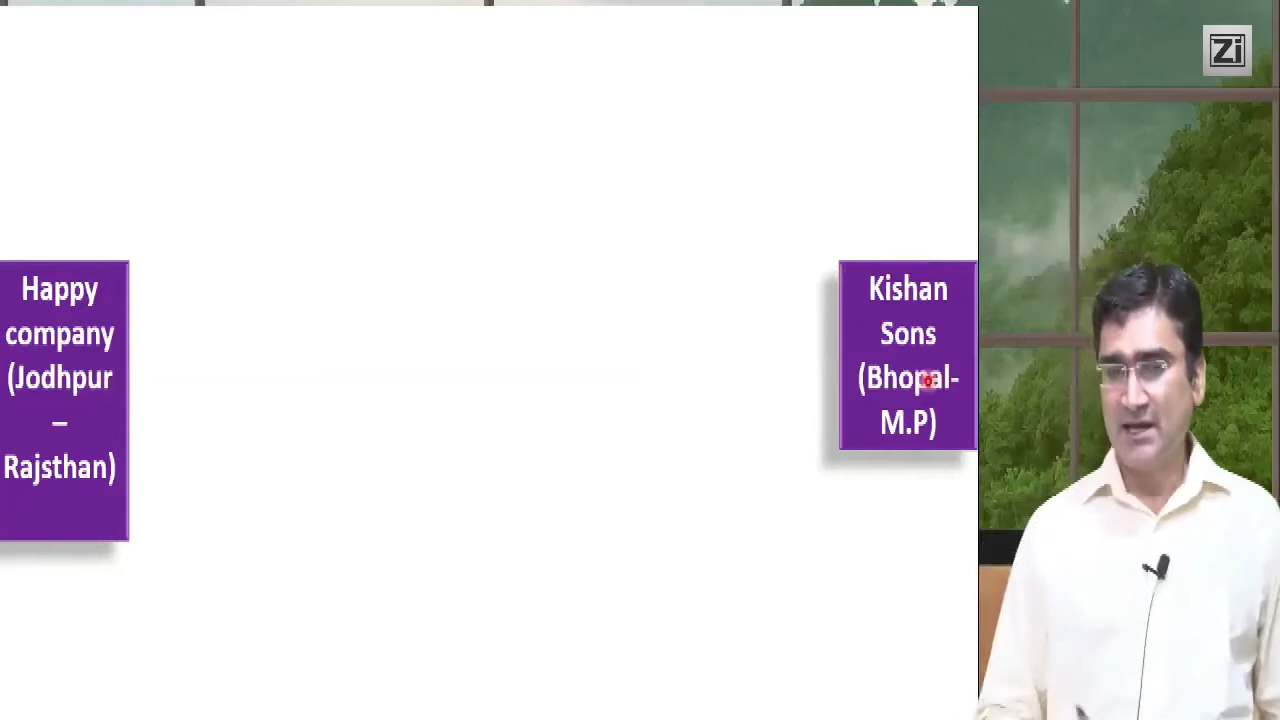 Zi
Happy
company
(Jodhpur
–
Rajsthan)
Kishan
Sons
(Bhopal-
M.P)